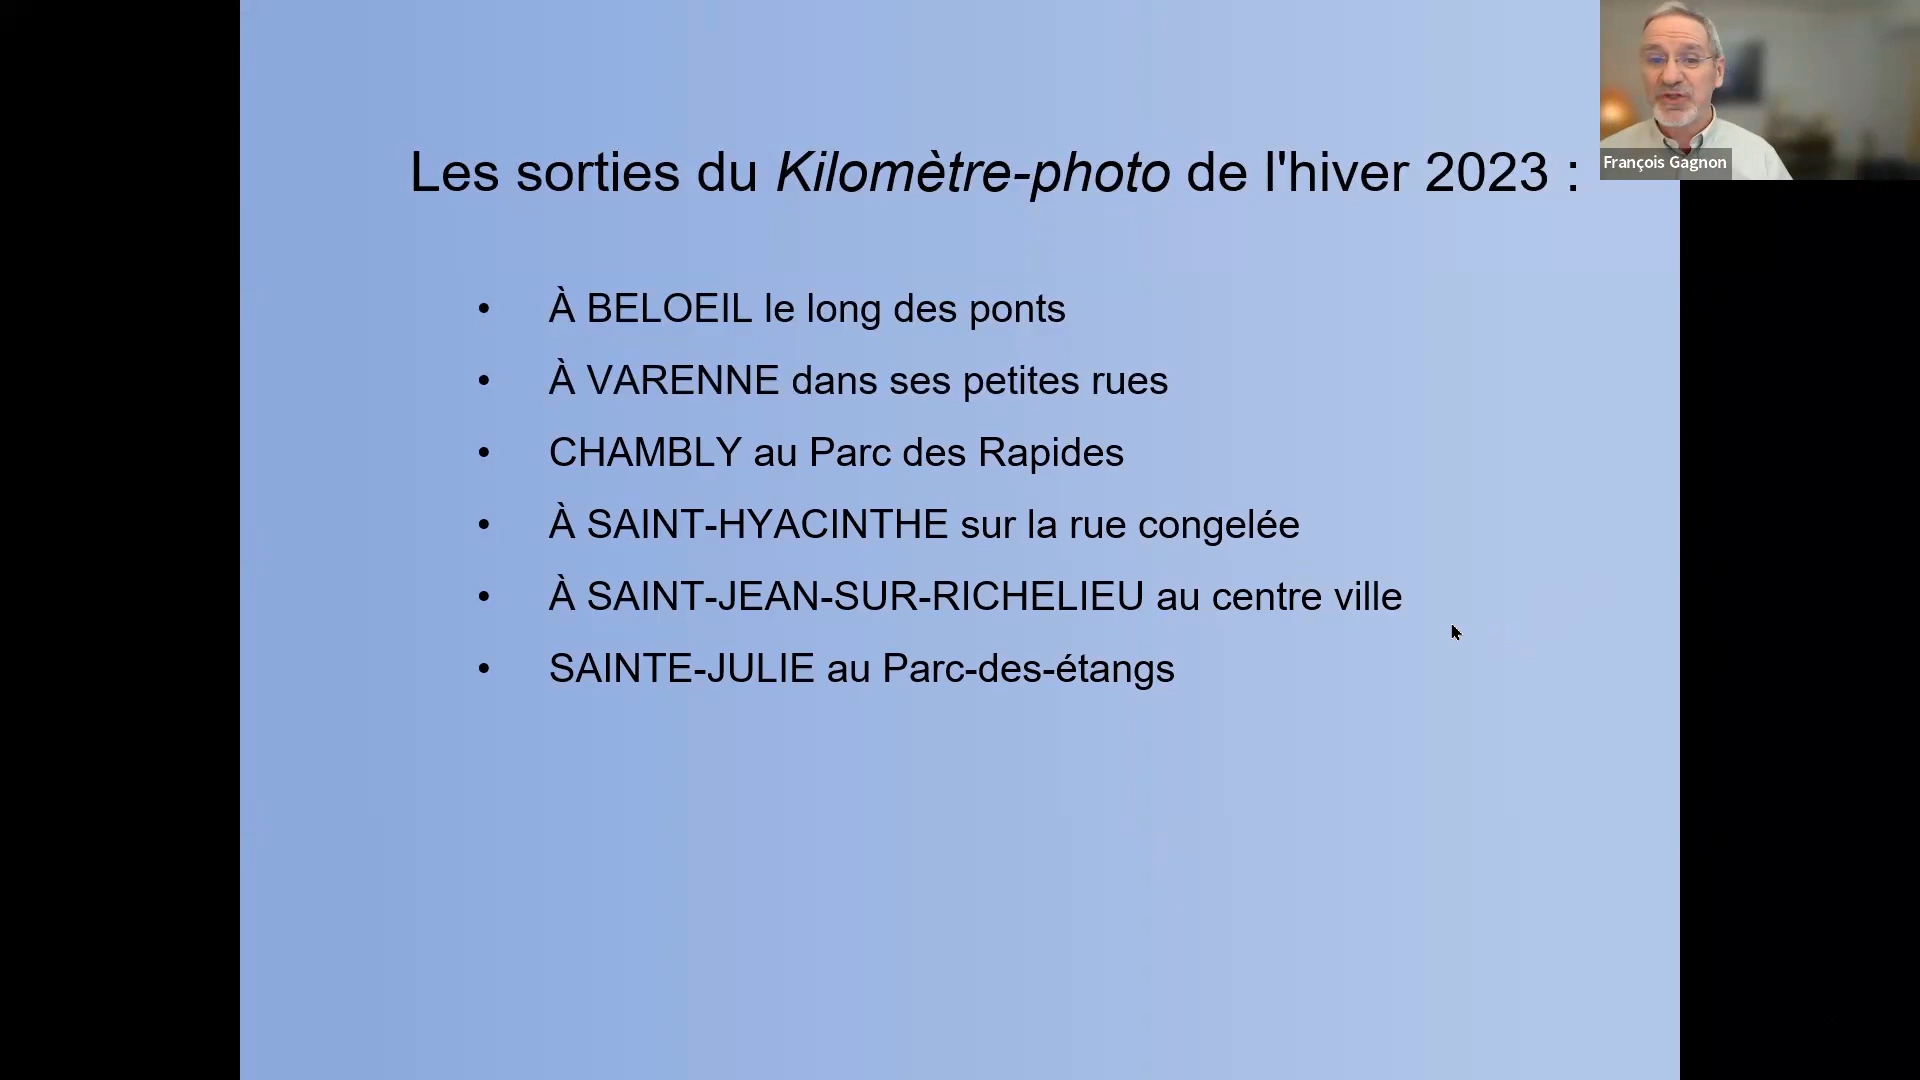 Les sorties du Kilomètre-photo de l'hiver 2023 :
François Gagnon
• À BELOEIL le long des ponts
• À VARENNE dans ses petites rues
• CHAMBLY au Parc des Rapides
• À SAINT-HYACINTHE sur la rue congelée
• À SAINT-JEAN-SUR-RICHELIEU au centre ville
• SAINTE-JULIE au Parc-des-étangs